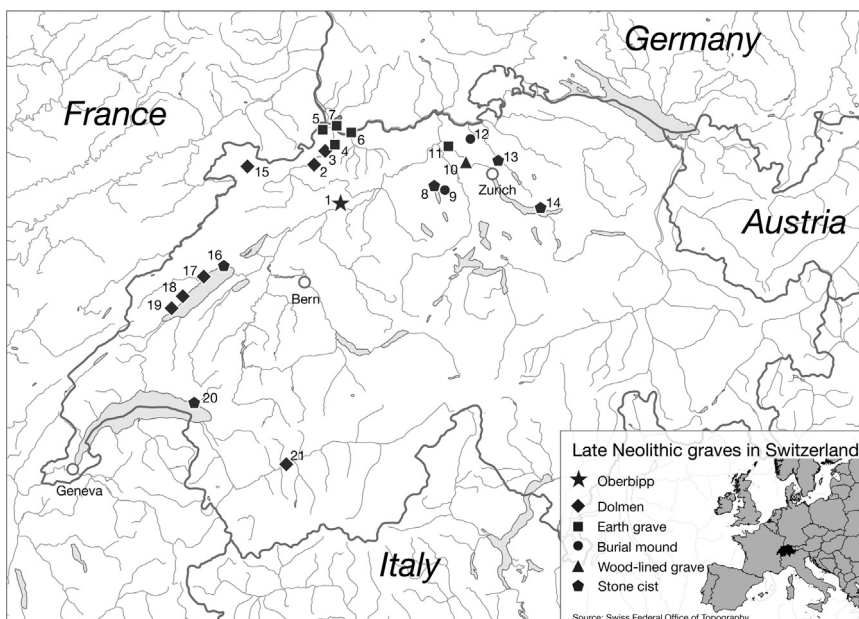 Germany
France
5
7
6
4
3
2
15
12
11
10
13
Zurich
8
9
14
1
Austria
16
17
18
19
Bern
20
21
Geneva
Italy
Late Neolithic graves in Switzerland
Oberbipp
Dolmen
Earth grave
Burial mound
Wood-lined grave
Stone cist
Source: Swiss Federal Office of Topography